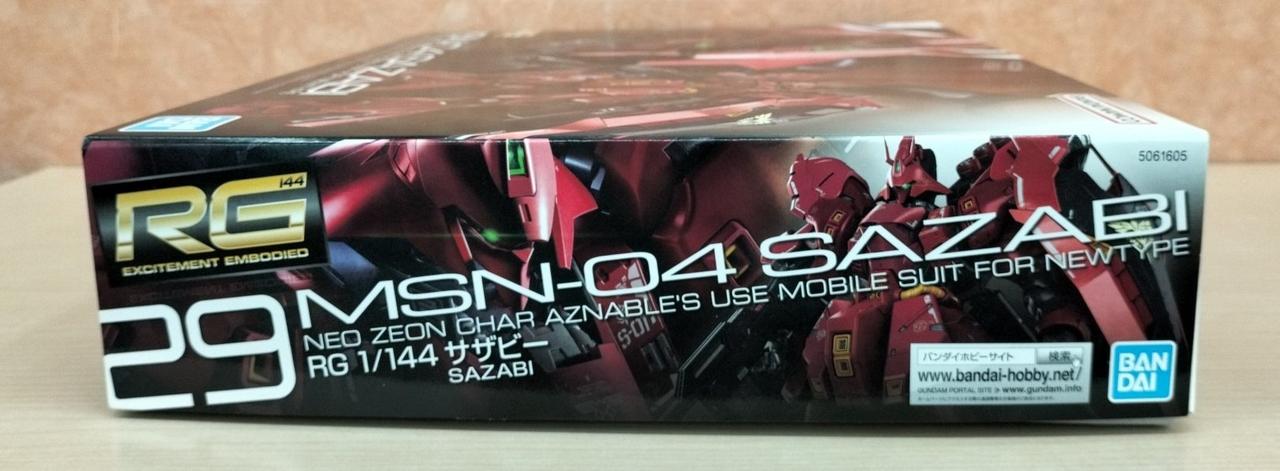 BAN
DAI
5061605
144
RG
EXCITEMENT EMBODIED
29
MSN-04 SAZABI
NEO ZEON CHAR AZNABLE'S USE MOBILE SUIT FOR NEWTYPE
RG 1/144 サザビー
SAZABI
バンダイホビーサイト 検索
www.bandai-hobby.net/
GUNDAM PORTAL SITE > www.gundam.info
BAN
DAI